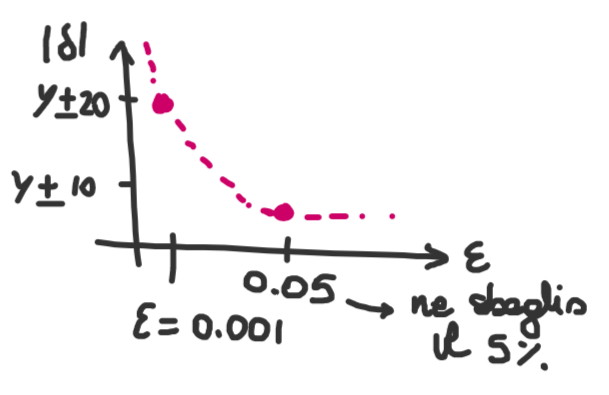 |δ|
y±20
y±10
ε
0.05 → ne sbaglio
il 5%
ε=0.001